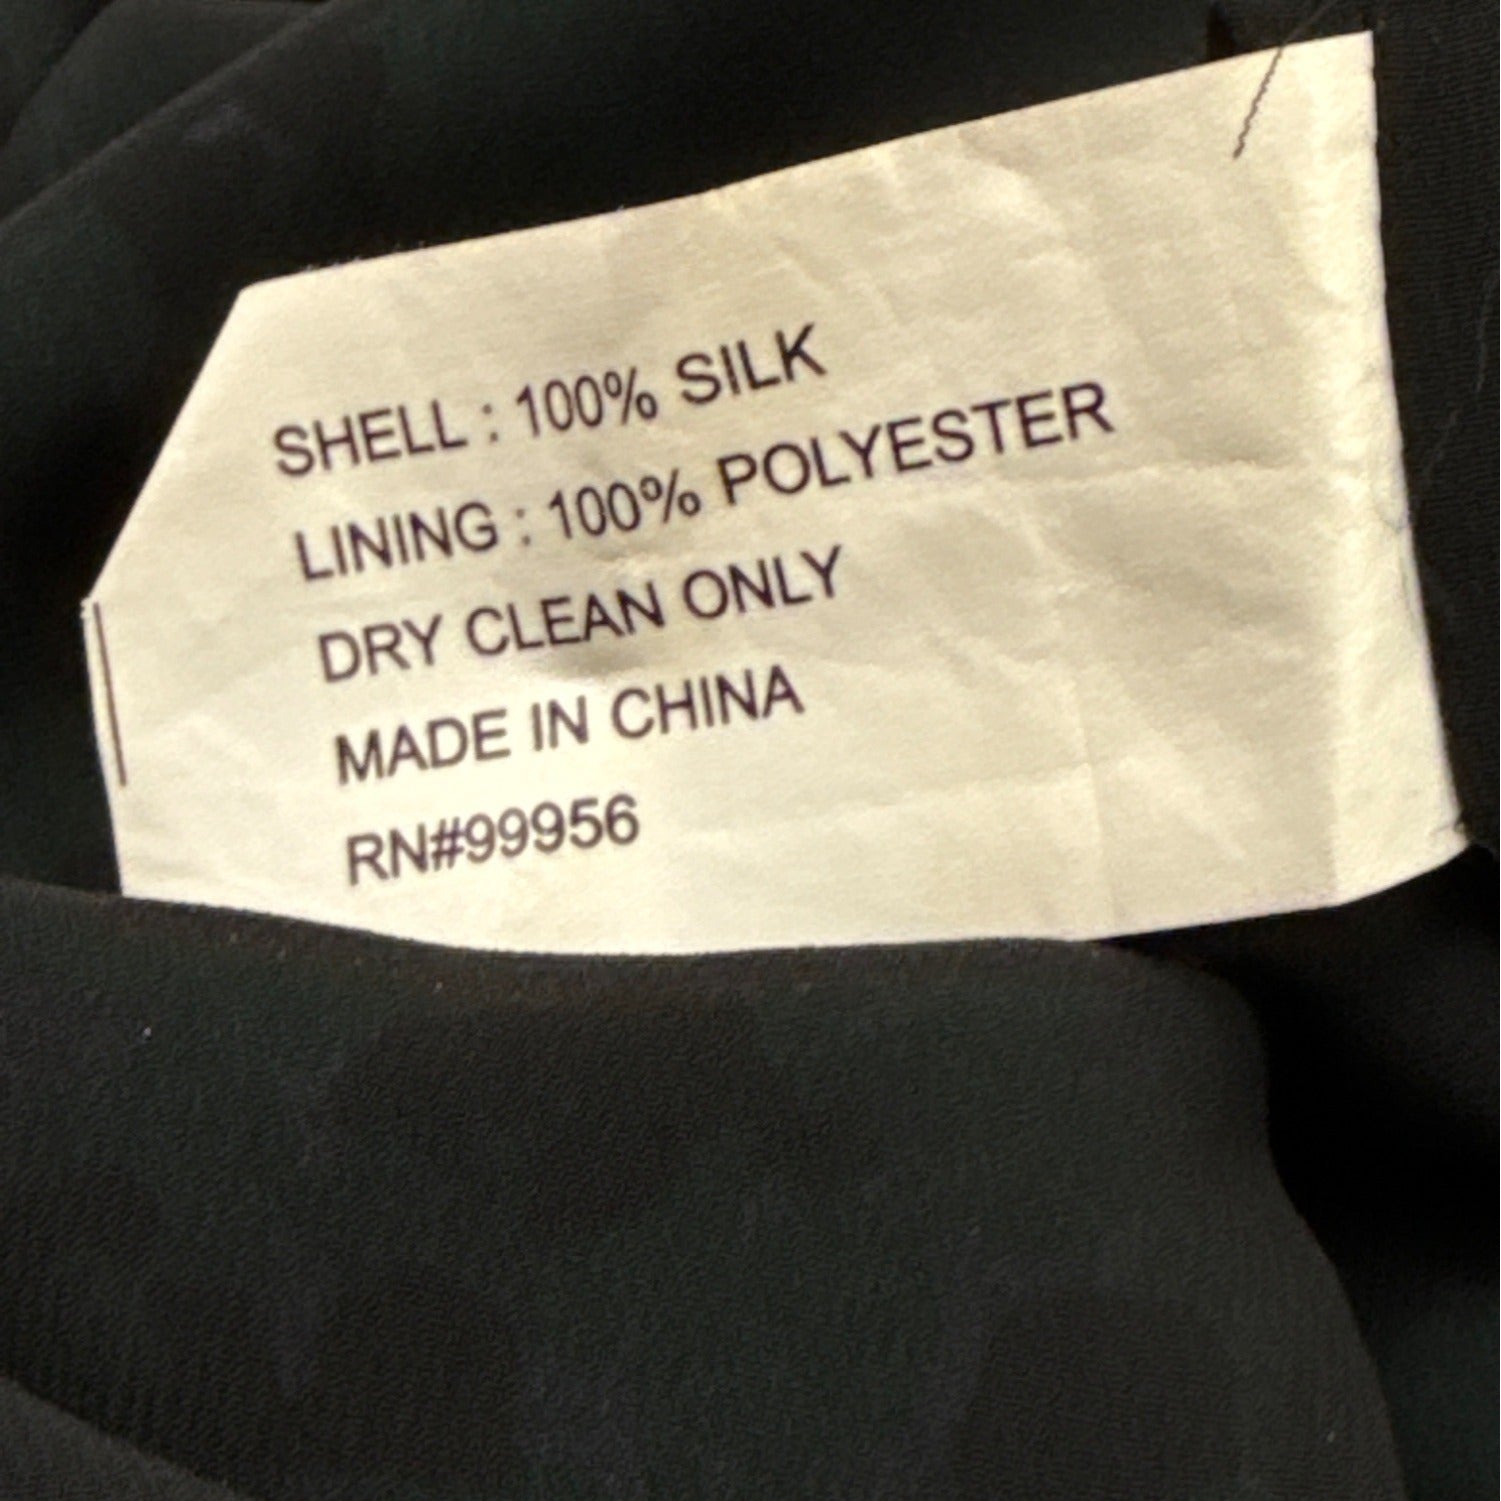 SHELL : 100% SILK
LINING : 100% POLYESTER
DRY CLEAN ONLY
MADE IN CHINA
RN#99956